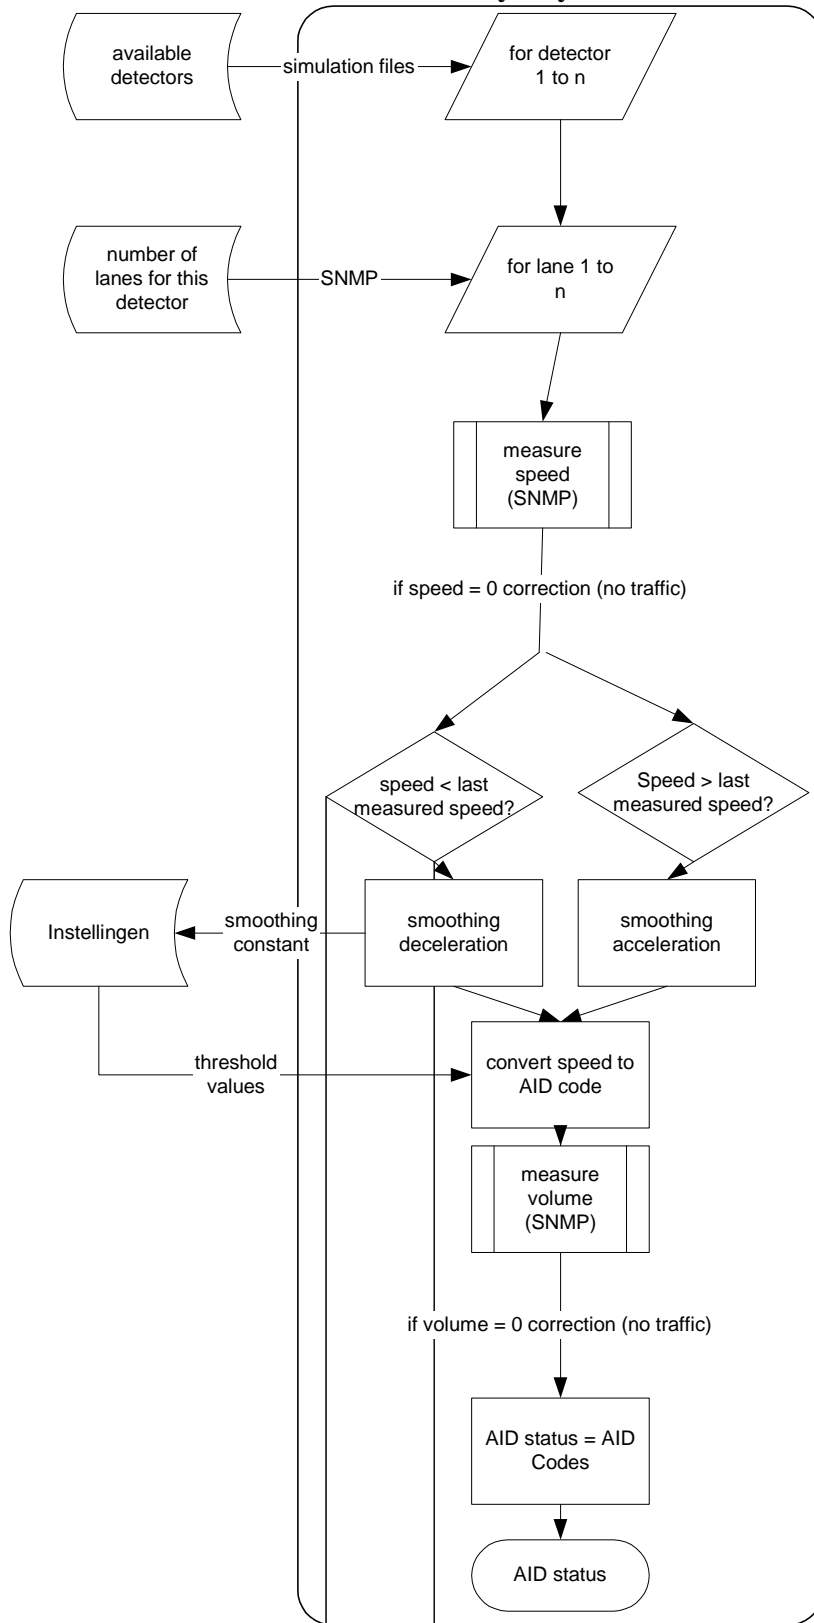 available
detectors
simulation files
for detector
1 to n
number of
lanes for this
detector
SNMP
for lane 1 to
n
measure
speed
(SNMP)
if speed = 0 correction (no traffic)
speed < last
measured speed?
Speed > last
measured speed?
Instellingen
smoothing
constant
smoothing
deceleration
smoothing
acceleration
threshold
values
convert speed to
AID code
measure
volume
(SNMP)
if volume = 0 correction (no traffic)
AID status = AID
Codes
AID status